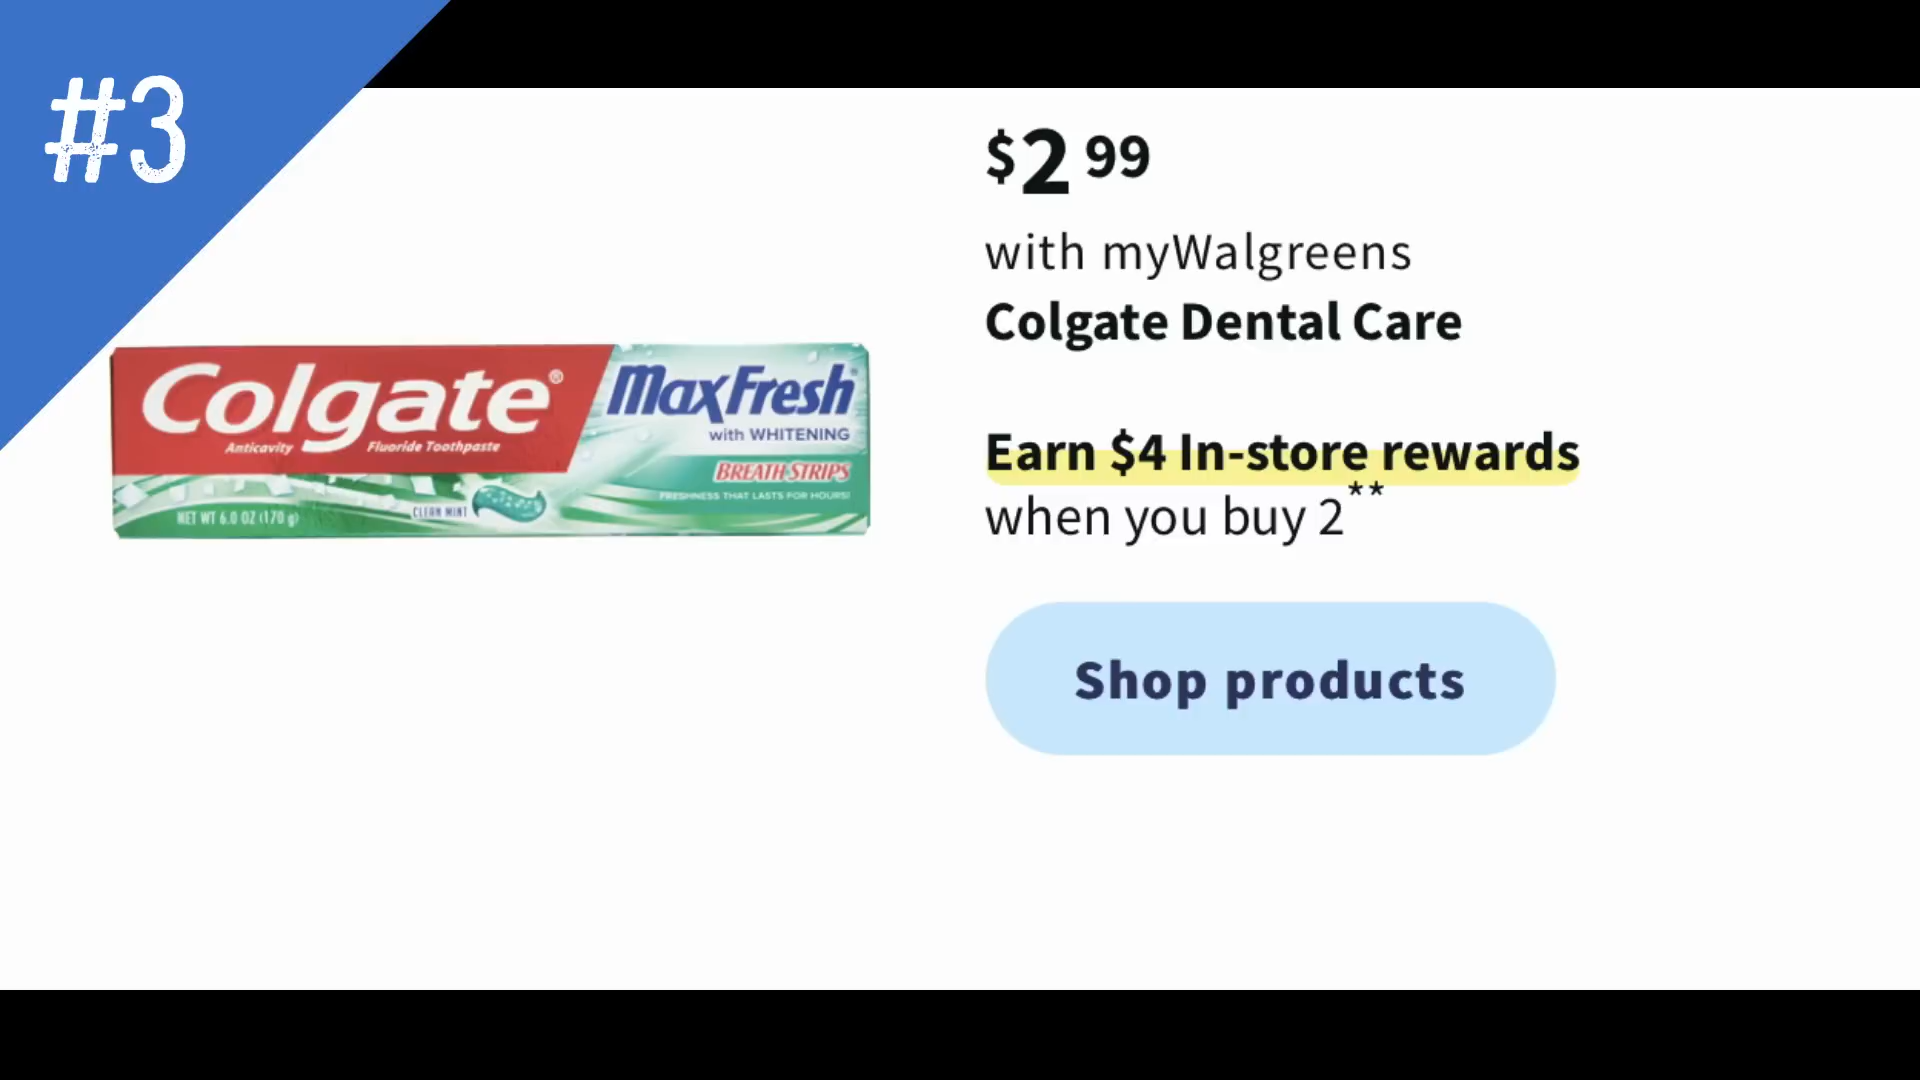 #3
$2 99
with myWalgreens
Colgate Dental Care
Earn $4 In-store rewards
when you buy 2**
Shop products
Colgate®
Anticavity Fluoride Toothpaste
MaxFresh®
with WHITENING
BREATH STRIPS
FRESHNESS THAT LASTS FOR HOURS!
CLEAN MINT
NET WT 6.0 OZ (170 g)